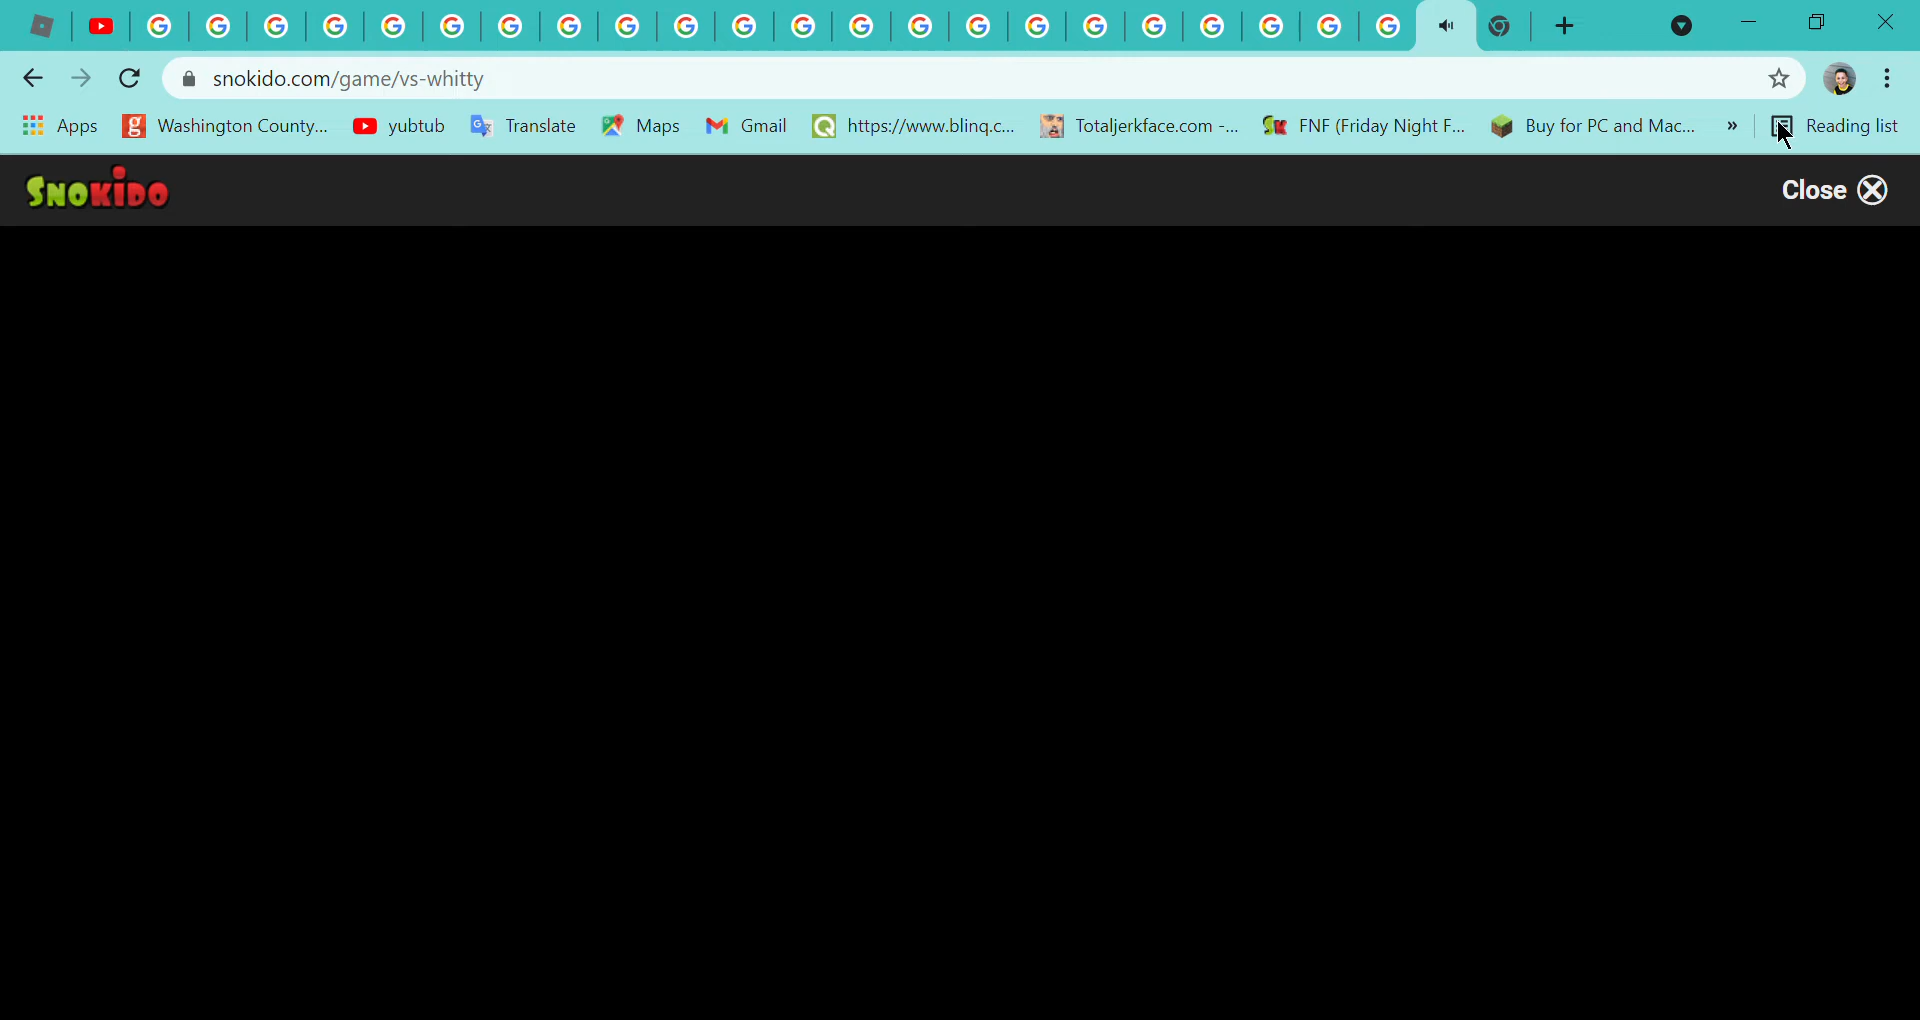 snokido.com/game/vs-whitty
Apps Washington County... yubtub Translate Maps Gmail https://www.blinq.c... Totaljerkface.com -... FNF (Friday Night F... Buy for PC and Mac... » Reading list
SNOKIDO Close